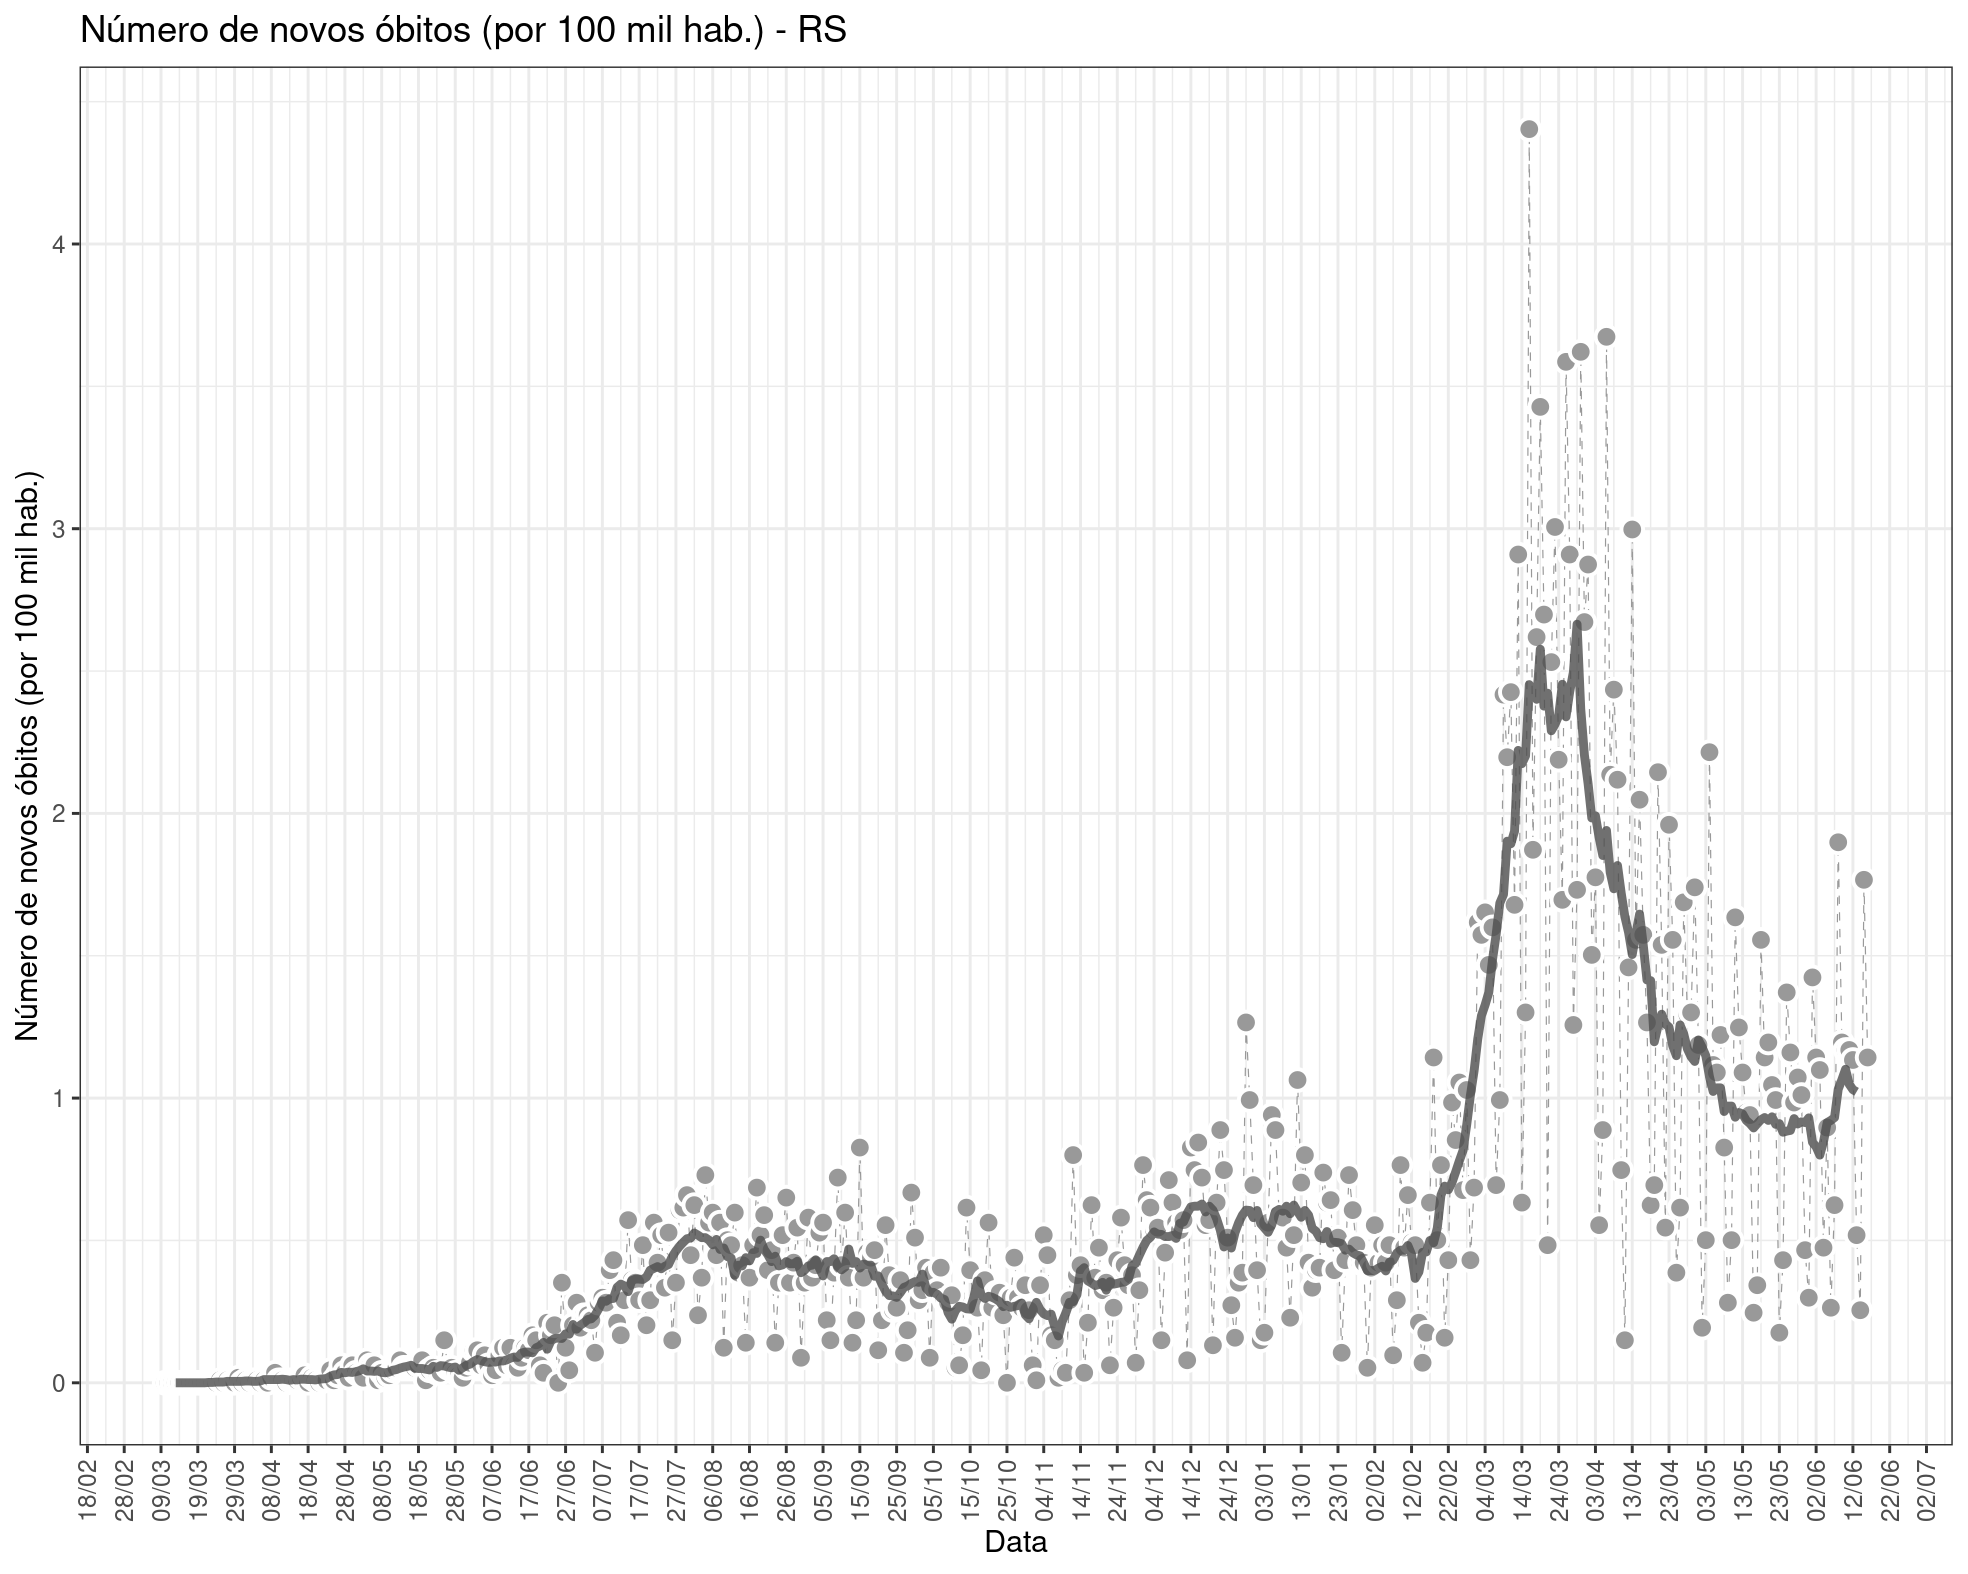 Número de novos óbitos (por 100 mil hab.) - RS
Número de novos óbitos (por 100 mil hab.)
4
3
2
1
0
18/02 28/02 09/03 19/03 29/03 08/04 18/04 28/04 08/05 18/05 28/05 07/06 17/06 27/06 07/07 17/07 27/07 06/08 16/08 26/08 05/09 15/09 25/09 05/10 15/10 25/10 04/11 14/11 24/11 04/12 14/12 24/12 03/01 13/01 23/01 02/02 12/02 22/02 04/03 14/03 24/03 03/04 13/04 23/04 03/05 13/05 23/05 02/06 12/06 22/06 02/07
Data